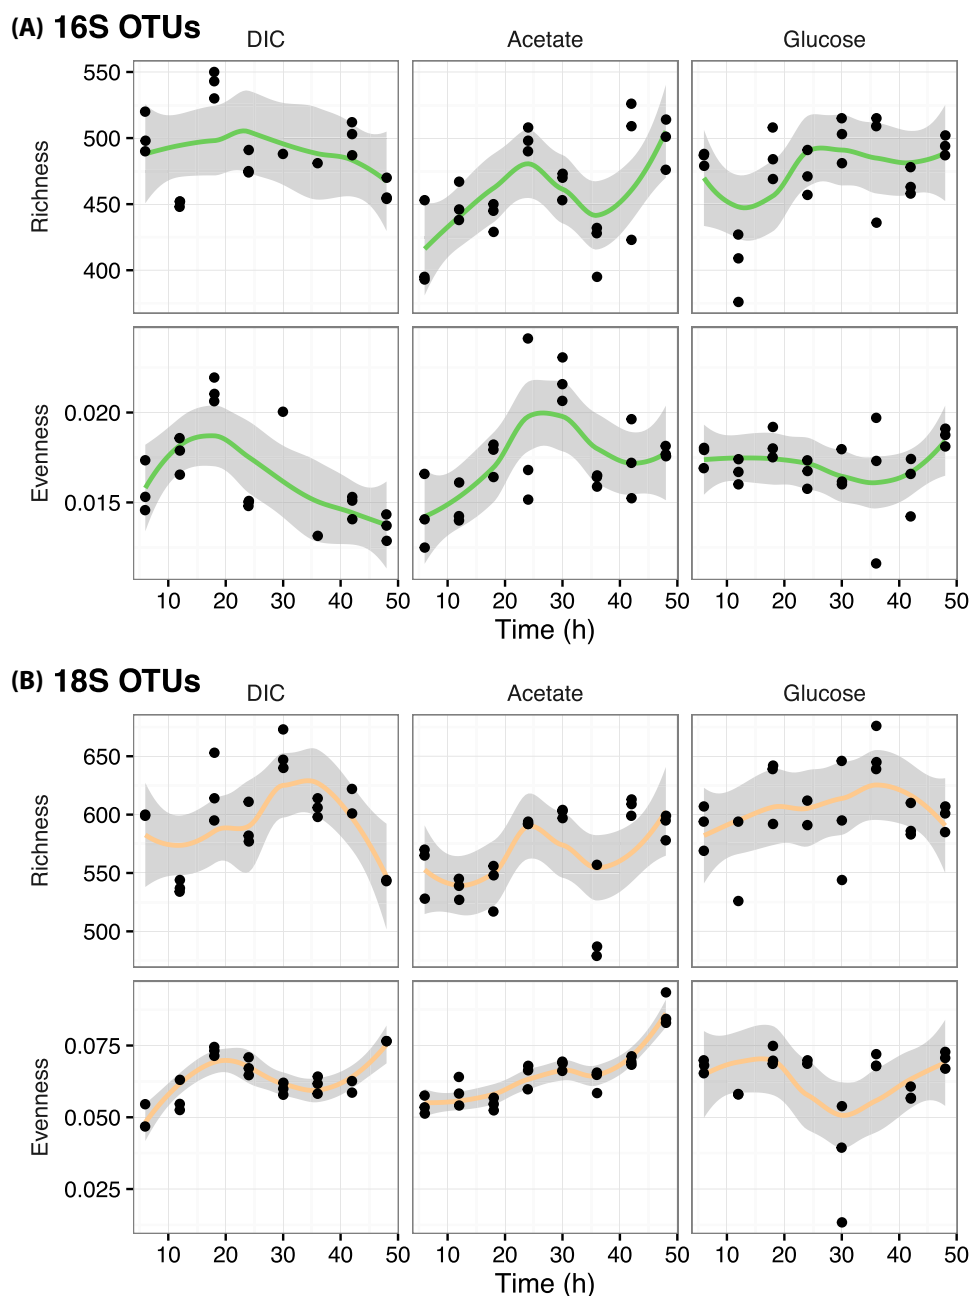 (A) 16S OTUs
DIC Acetate Glucose
Richness
550
500
450
400
Evenness
0.020
0.015
10 20 30 40 50 10 20 30 40 50 10 20 30 40 50
Time (h)
(B) 18S OTUs
DIC Acetate Glucose
Richness
650
600
550
500
Evenness
0.075
0.050
0.025
10 20 30 40 50 10 20 30 40 50 10 20 30 40 50
Time (h)